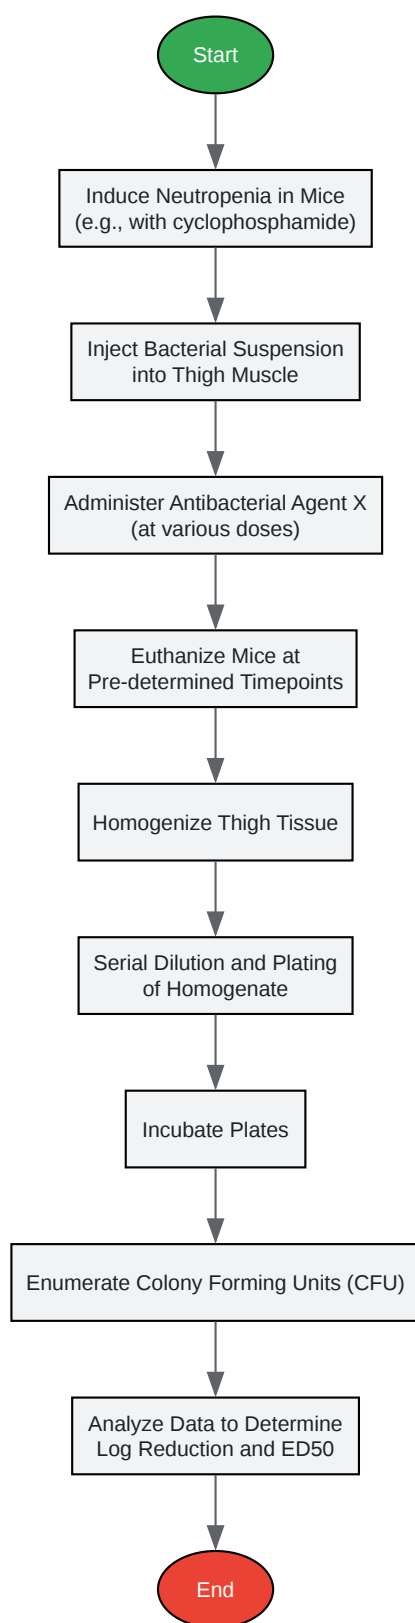 Start
Induce Neutropenia in Mice
(e.g., with cyclophosphamide)
Inject Bacterial Suspension
into Thigh Muscle
Administer Antibacterial Agent X
(at various doses)
Euthanize Mice at
Pre-determined Timepoints
Homogenize Thigh Tissue
Serial Dilution and Plating
of Homogenate
Incubate Plates
Enumerate Colony Forming Units (CFU)
Analyze Data to Determine
Log Reduction and ED50
End